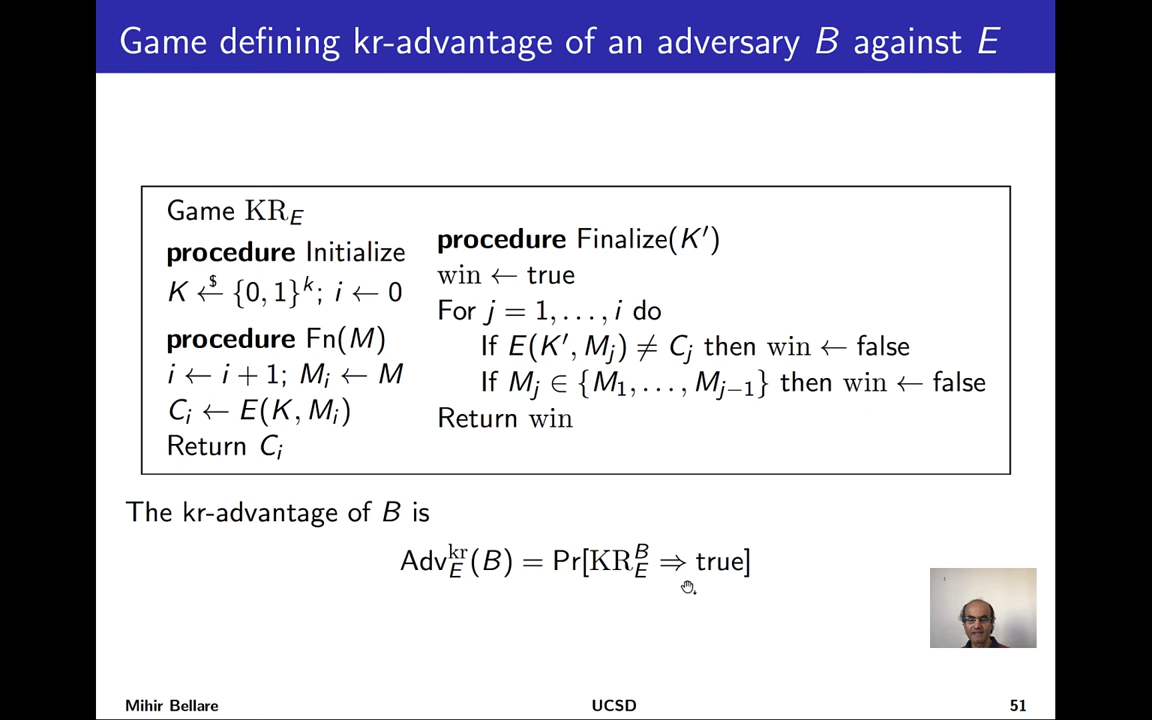 Game defining kr-advantage of an adversary B against E
Game KR_E
procedure Initialize
K ←$ {0, 1}^k; i ← 0
procedure Fn(M)
i ← i + 1; M_i ← M
C_i ← E(K, M_i)
Return C_i
procedure Finalize(K′)
win ← true
For j = 1, . . . , i do
If E(K′, M_j) ≠ C_j then win ← false
If M_j ∈ {M_1, . . . , M_{j−1}} then win ← false
Return win
The kr-advantage of B is
Adv^kr_E(B) = Pr[KR^B_E ⇒ true]
Mihir Bellare UCSD 51